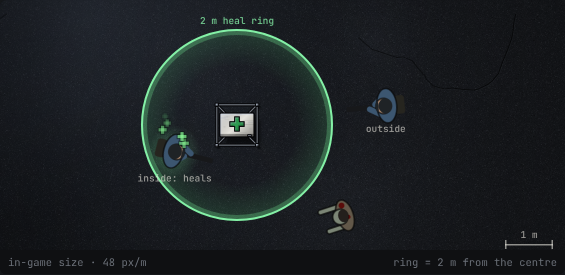 2 m heal ring
outside
inside: heals
1 m
in-game size · 48 px/m
ring = 2 m from the centre